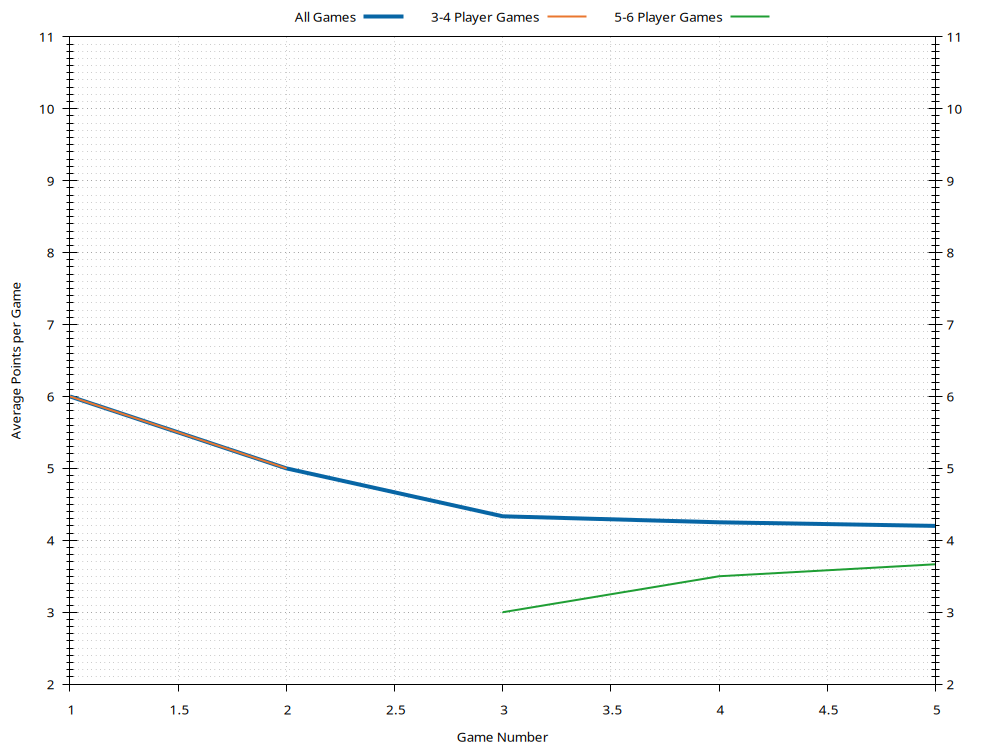 All Games 3-4 Player Games 5-6 Player Games
11 11
10 10
9 9
8 8
7 7
6 6
5 5
4 4
3 3
2 2
Average Points per Game
1 1.5 2 2.5 3 3.5 4 4.5 5
Game Number